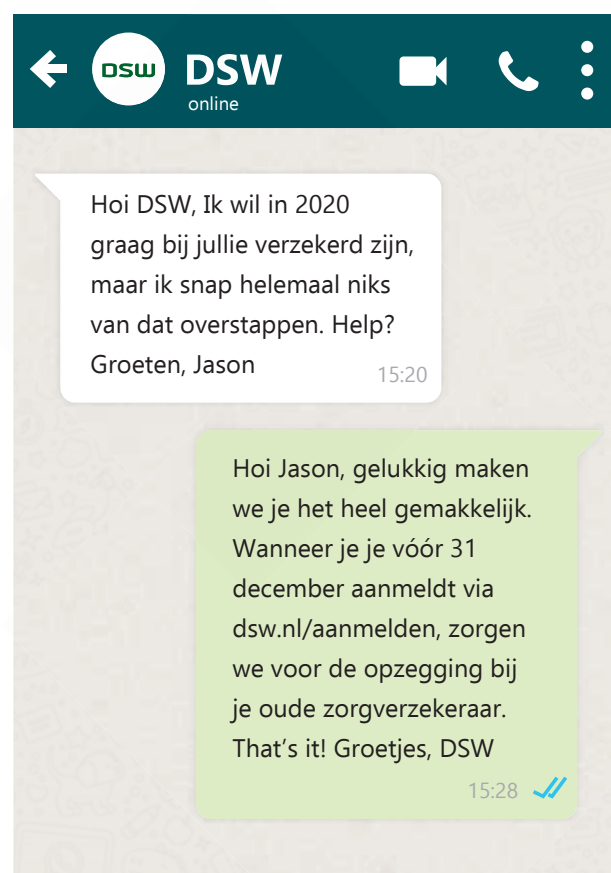 DSW
DSW
online
Hoi DSW, Ik wil in 2020
graag bij jullie verzekerd zijn,
maar ik snap helemaal niks
van dat overstappen. Help?
Groeten, Jason
15:20
Hoi Jason, gelukkig maken
we je het heel gemakkelijk.
Wanneer je je vóór 31
december aanmeldt via
dsw.nl/aanmelden, zorgen
we voor de opzegging bij
je oude zorgverzekeraar.
That's it! Groetjes, DSW
15:28